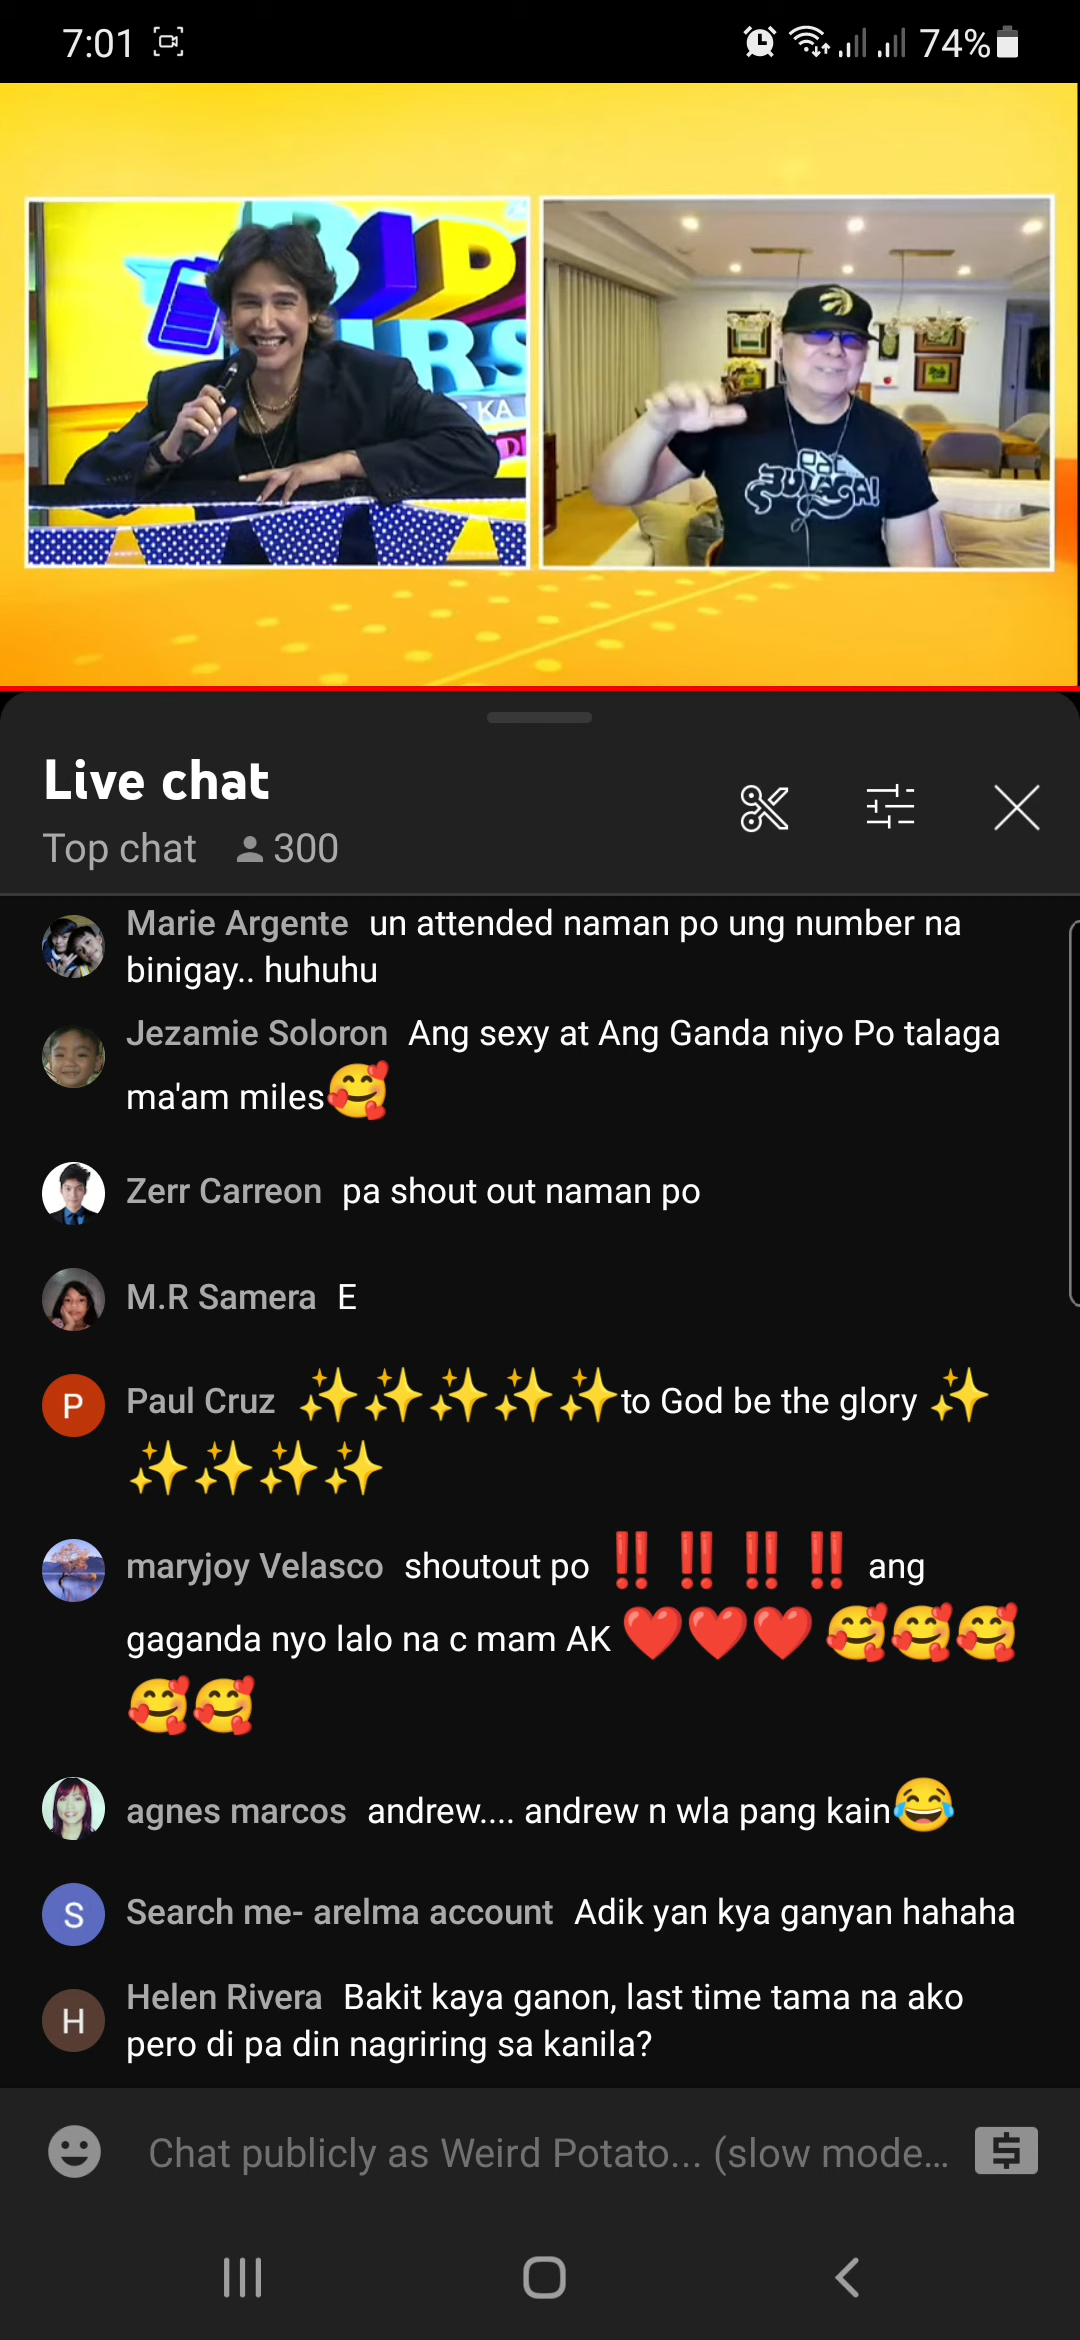 7:01
74%
BIDA
FIRST
KA
Eat
BULAGA!
Live chat
Top chat 300
Marie Argente un attended naman po ung number na
binigay.. huhuhu
Jezamie Soloron Ang sexy at Ang Ganda niyo Po talaga
ma'am miles🥰
Zerr Carreon pa shout out naman po
M.R Samera E
P Paul Cruz ✨✨✨✨✨to God be the glory ✨
✨✨✨✨
maryjoy Velasco shoutout po ‼️ ‼️ ‼️ ‼️ ang
gaganda nyo lalo na c mam AK ❤️❤️❤️ 🥰🥰🥰
🥰🥰
agnes marcos andrew.... andrew n wla pang kain😂
S Search me- arelma account Adik yan kya ganyan hahaha
H Helen Rivera Bakit kaya ganon, last time tama na ako
pero di pa din nagriring sa kanila?
Chat publicly as Weird Potato... (slow mode...